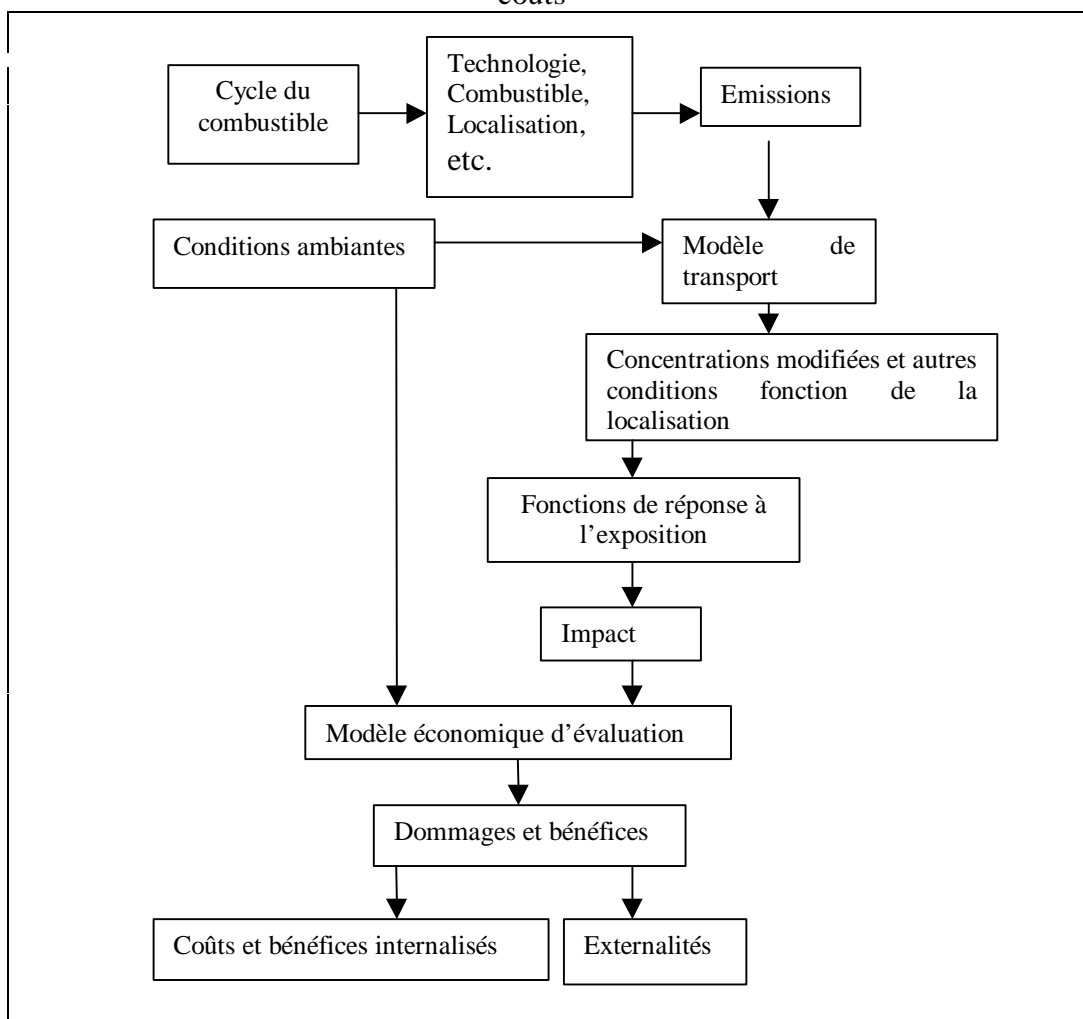 coûts
Cycle du
combustible
Technologie,
Combustible,
Localisation,
etc.
Emissions
Conditions ambiantes
Modèle de
transport
Concentrations modifiées et autres
conditions fonction de la
localisation
Fonctions de réponse à
l’exposition
Impact
Modèle économique d’évaluation
Dommages et bénéfices
Coûts et bénéfices internalisés
Externalités